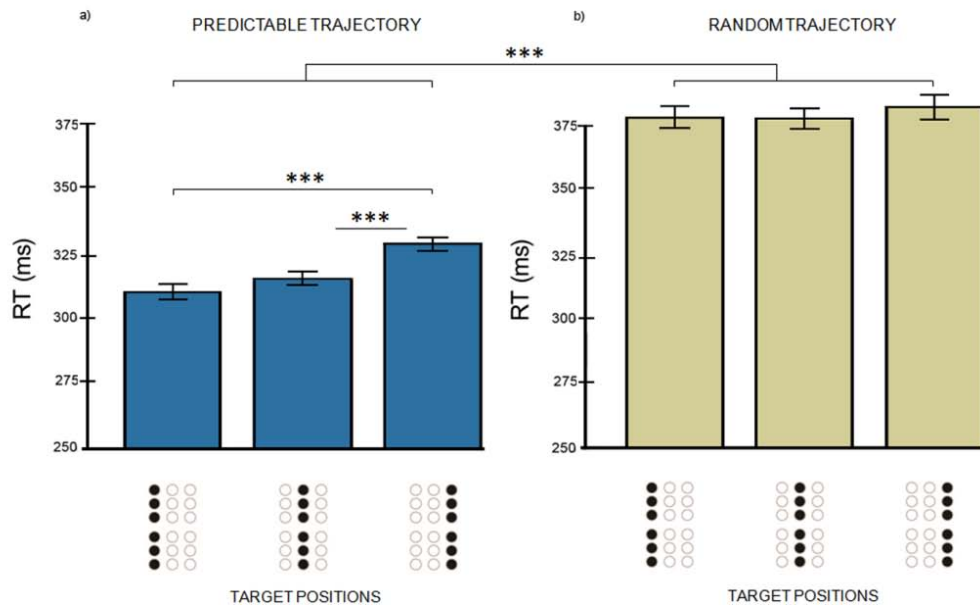 a)
PREDICTABLE TRAJECTORY
b)
RANDOM TRAJECTORY
***
***
***
RT (ms)
375
350
325
300
275
250
RT (ms)
375
350
325
300
275
250
TARGET POSITIONS
TARGET POSITIONS